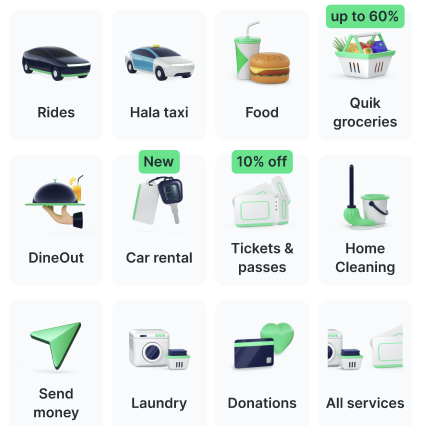 up to 60%
Rides
Hala taxi
Food
Quik
groceries
New
10% off
DineOut
Car rental
Tickets &
passes
Home
Cleaning
Send
money
Laundry
Donations
All services